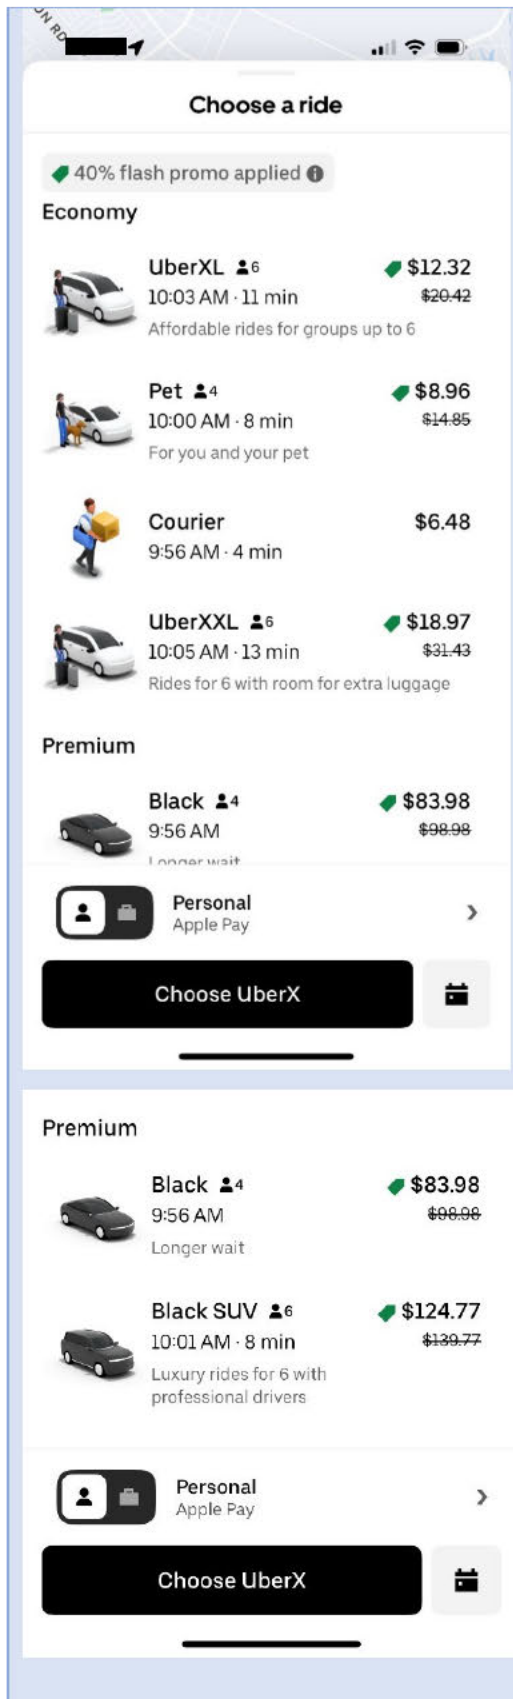 ON RD
Choose a ride
40% flash promo applied
Economy
UberXL 6 $12.32
10:03 AM · 11 min $20.42
Affordable rides for groups up to 6
Pet 4 $8.96
10:00 AM · 8 min $14.85
For you and your pet
Courier $6.48
9:56 AM · 4 min
UberXXL 6 $18.97
10:05 AM · 13 min $31.43
Rides for 6 with room for extra luggage
Premium
Black 4 $83.98
9:56 AM $98.98
Longer wait
Personal
Apple Pay
Choose UberX
Premium
Black 4 $83.98
9:56 AM $98.98
Longer wait
Black SUV 6 $124.77
10:01 AM · 8 min $139.77
Luxury rides for 6 with
professional drivers
Personal
Apple Pay
Choose UberX